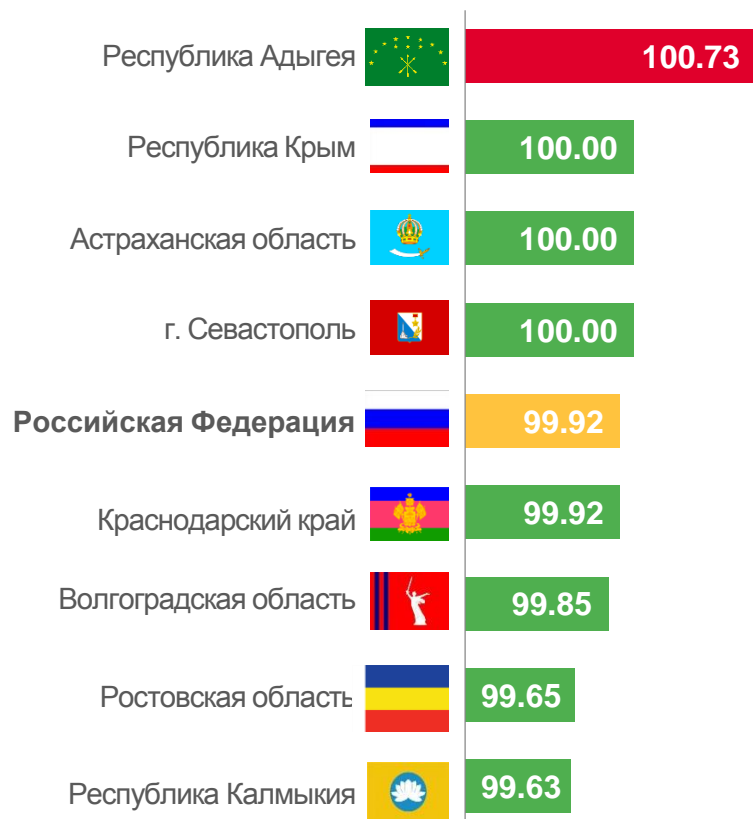 Республика Адыгея 100.73
Республика Крым 100.00
Астраханская область 100.00
г. Севастополь 100.00
Российская Федерация 99.92
Краснодарский край 99.92
Волгоградская область 99.85
Ростовская область 99.65
Республика Калмыкия 99.63